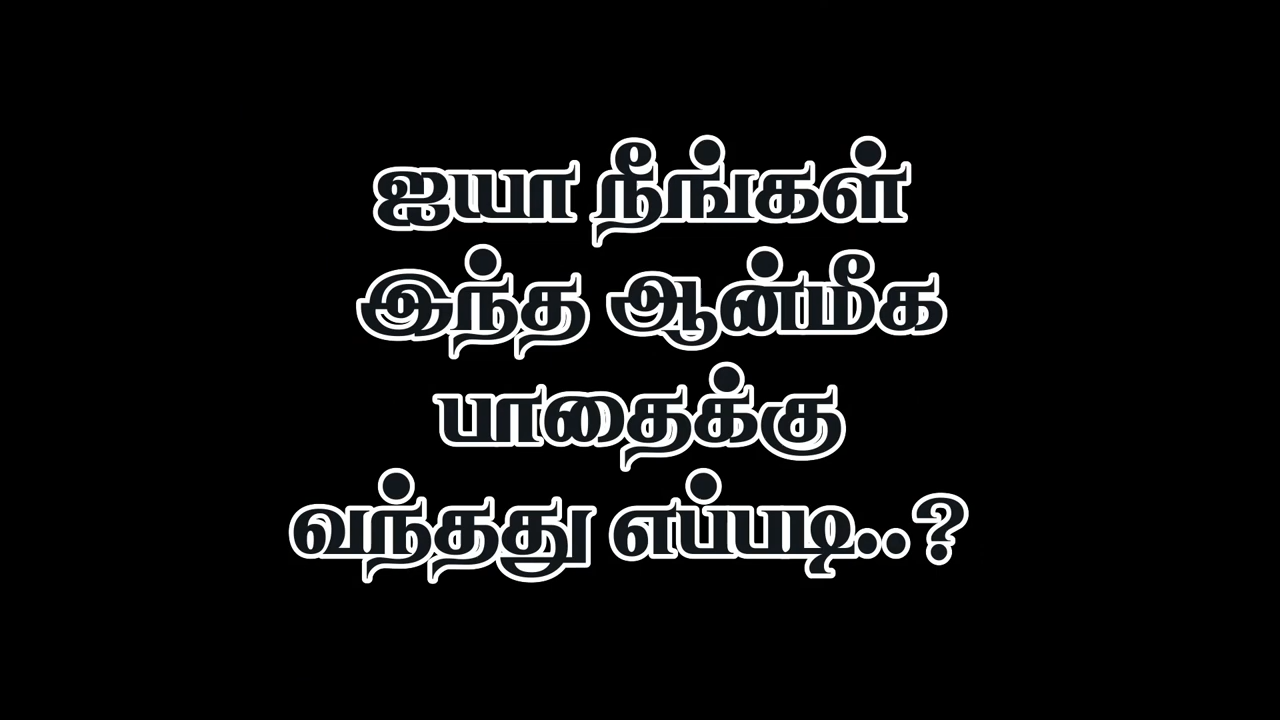 ஐயா நீங்கள்
இந்த ஆன்மீக
பாதைக்கு
வந்தது எப்படி..?